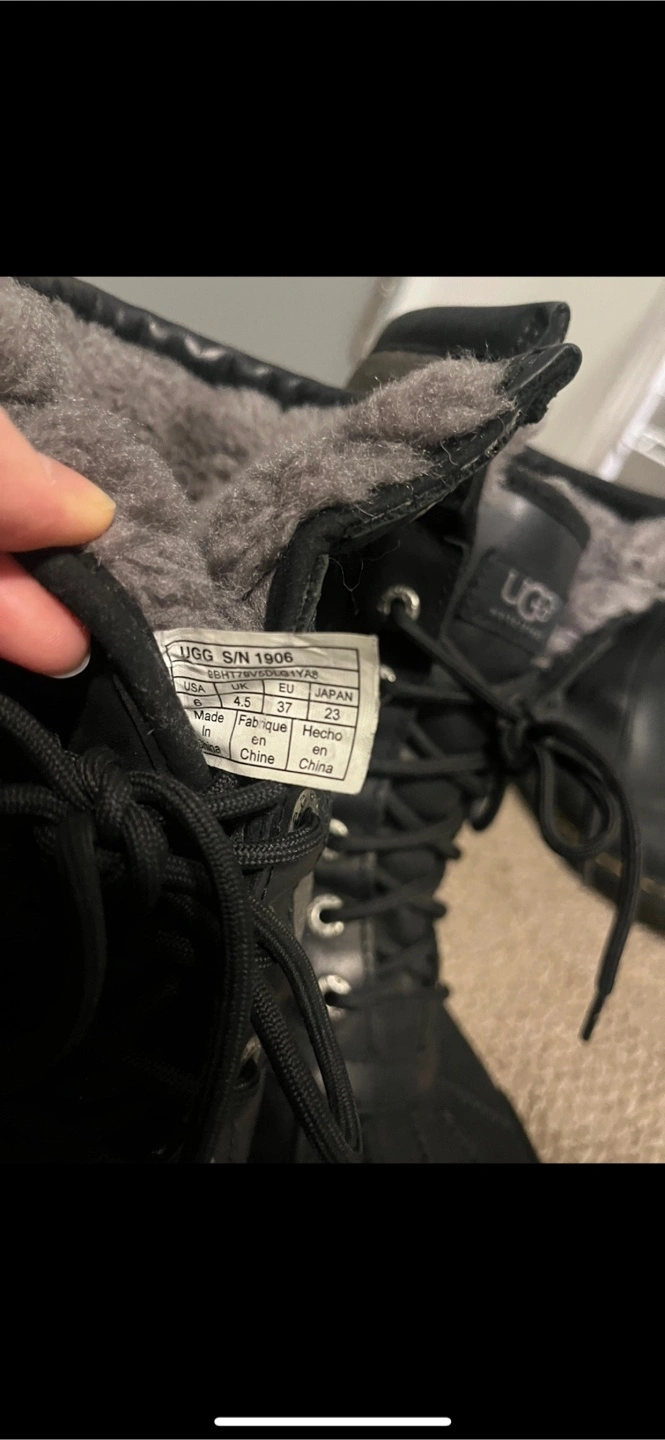 UGG S/N 1906
USA UK EU JAPAN
6 4.5 37 23
Made Fabrique Hecho
In en en
Chine China
UGG